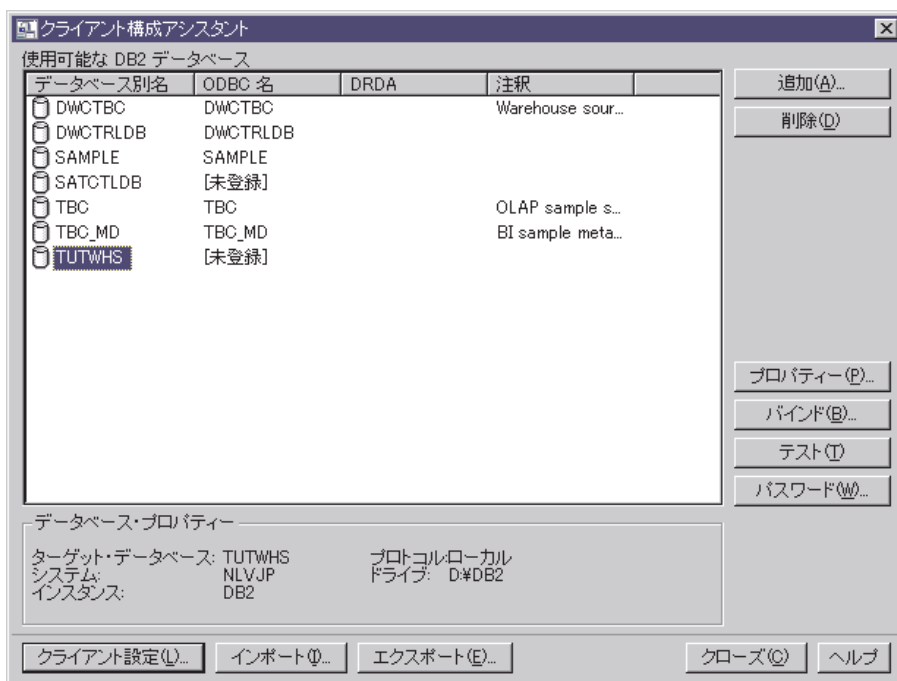 クライアント構成アシスタント
使用可能な DB2 データベース
データベース別名 ODBC 名 DRDA 注釈
DWCTBC DWCTBC Warehouse sour...
DWCTRLDB DWCTRLDB
SAMPLE SAMPLE
SATCTLDB [未登録]
TBC TBC OLAP sample s...
TBC_MD TBC_MD BI sample meta...
TUTWHS [未登録]
追加(A)...
削除(D)
プロパティー(P)...
バインド(B)...
テスト(T)
パスワード(W)...
データベース・プロパティー
ターゲット・データベース: TUTWHS プロトコル:ローカル
システム: NLVJP ドライブ: D:¥DB2
インスタンス: DB2
クライアント設定(L)... インポート(I)... エクスポート(E)... クローズ(C) ヘルプ